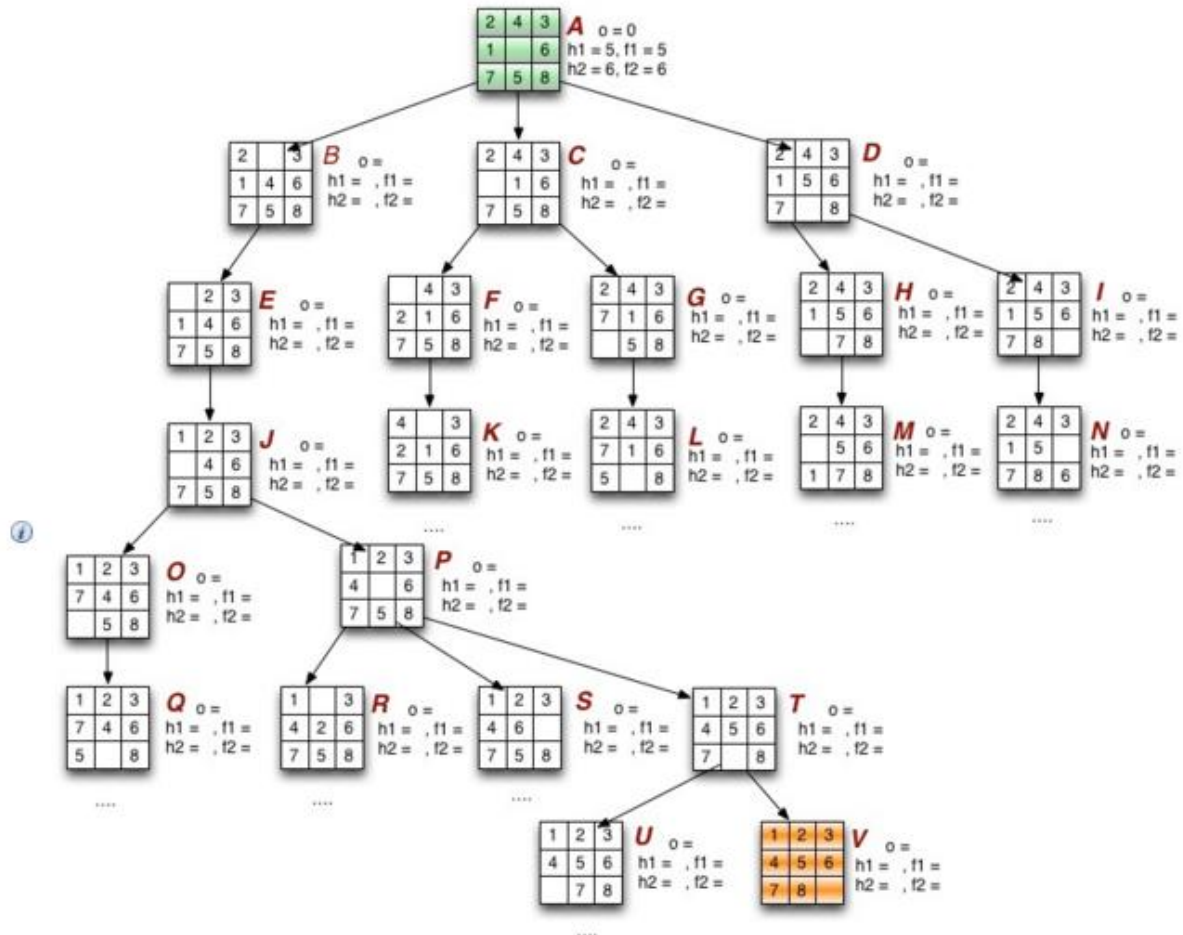 2 4 3 A o = 0
1 6 h1 = 5, f1 = 5
7 5 8 h2 = 6, f2 = 6
2 3 B o =
1 4 6 h1 = , f1 =
7 5 8 h2 = , f2 =
2 4 3 C o =
1 6 h1 = , f1 =
7 5 8 h2 = , f2 =
2 4 3 D o =
1 5 6 h1 = , f1 =
7 8 h2 = , f2 =
2 3 E o =
1 4 6 h1 = , f1 =
7 5 8 h2 = , f2 =
4 3 F o =
2 1 6 h1 = , f1 =
7 5 8 h2 = , f2 =
2 4 3 G o =
7 1 6 h1 = , f1 =
5 8 h2 = , f2 =
2 4 3 H o =
1 5 6 h1 = , f1 =
7 8 h2 = , f2 =
2 4 3 I o =
1 5 6 h1 = , f1 =
7 8 h2 = , f2 =
1 2 3 J o =
4 6 h1 = , f1 =
7 5 8 h2 = , f2 =
4 3 K o =
2 1 6 h1 = , f1 =
7 5 8 h2 = , f2 =
....
2 4 3 L o =
7 1 6 h1 = , f1 =
5 8 h2 = , f2 =
....
2 4 3 M o =
5 6 h1 = , f1 =
1 7 8 h2 = , f2 =
....
2 4 3 N o =
1 5 h1 = , f1 =
7 8 6 h2 = , f2 =
....
i
1 2 3 O o =
7 4 6 h1 = , f1 =
5 8 h2 = , f2 =
1 2 3 P o =
4 6 h1 = , f1 =
7 5 8 h2 = , f2 =
1 2 3 Q o =
7 4 6 h1 = , f1 =
5 8 h2 = , f2 =
....
1 3 R o =
4 2 6 h1 = , f1 =
7 5 8 h2 = , f2 =
....
1 2 3 S o =
4 6 h1 = , f1 =
7 5 8 h2 = , f2 =
....
1 2 3 T o =
4 5 6 h1 = , f1 =
7 8 h2 = , f2 =
1 2 3 U o =
4 5 6 h1 = , f1 =
7 8 h2 = , f2 =
....
1 2 3 V o =
4 5 6 h1 = , f1 =
7 8 h2 = , f2 =